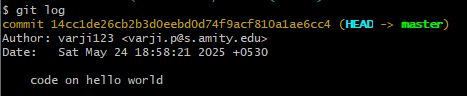 $ git log
commit 14cc1de26cb2b3d0eebd0d74f9acf810a1ae6cc4 (HEAD -> master)
Author: varji123 <varji.p@s.amity.edu>
Date:   Sat May 24 18:58:21 2025 +0530

    code on hello world